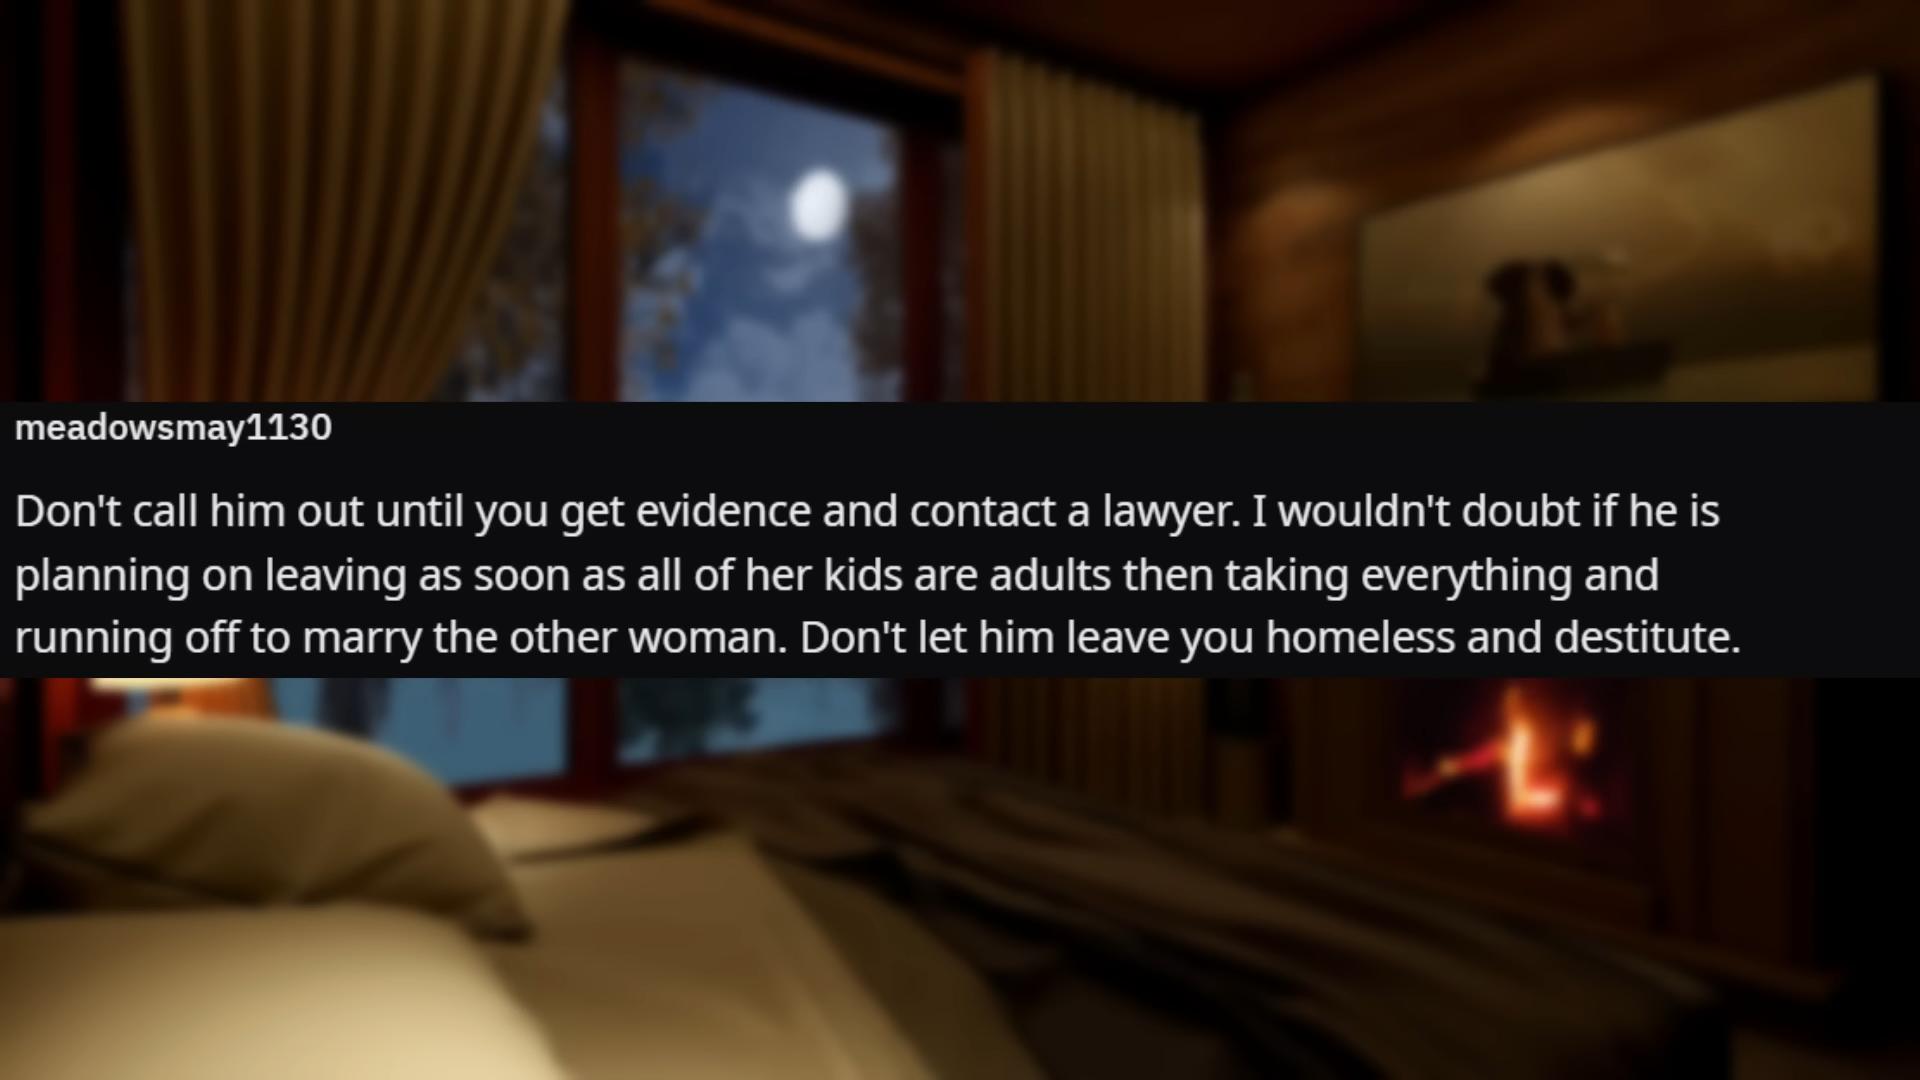 meadowsmay1130
Don't call him out until you get evidence and contact a lawyer. I wouldn't doubt if he is
planning on leaving as soon as all of her kids are adults then taking everything and
running off to marry the other woman. Don't let him leave you homeless and destitute.